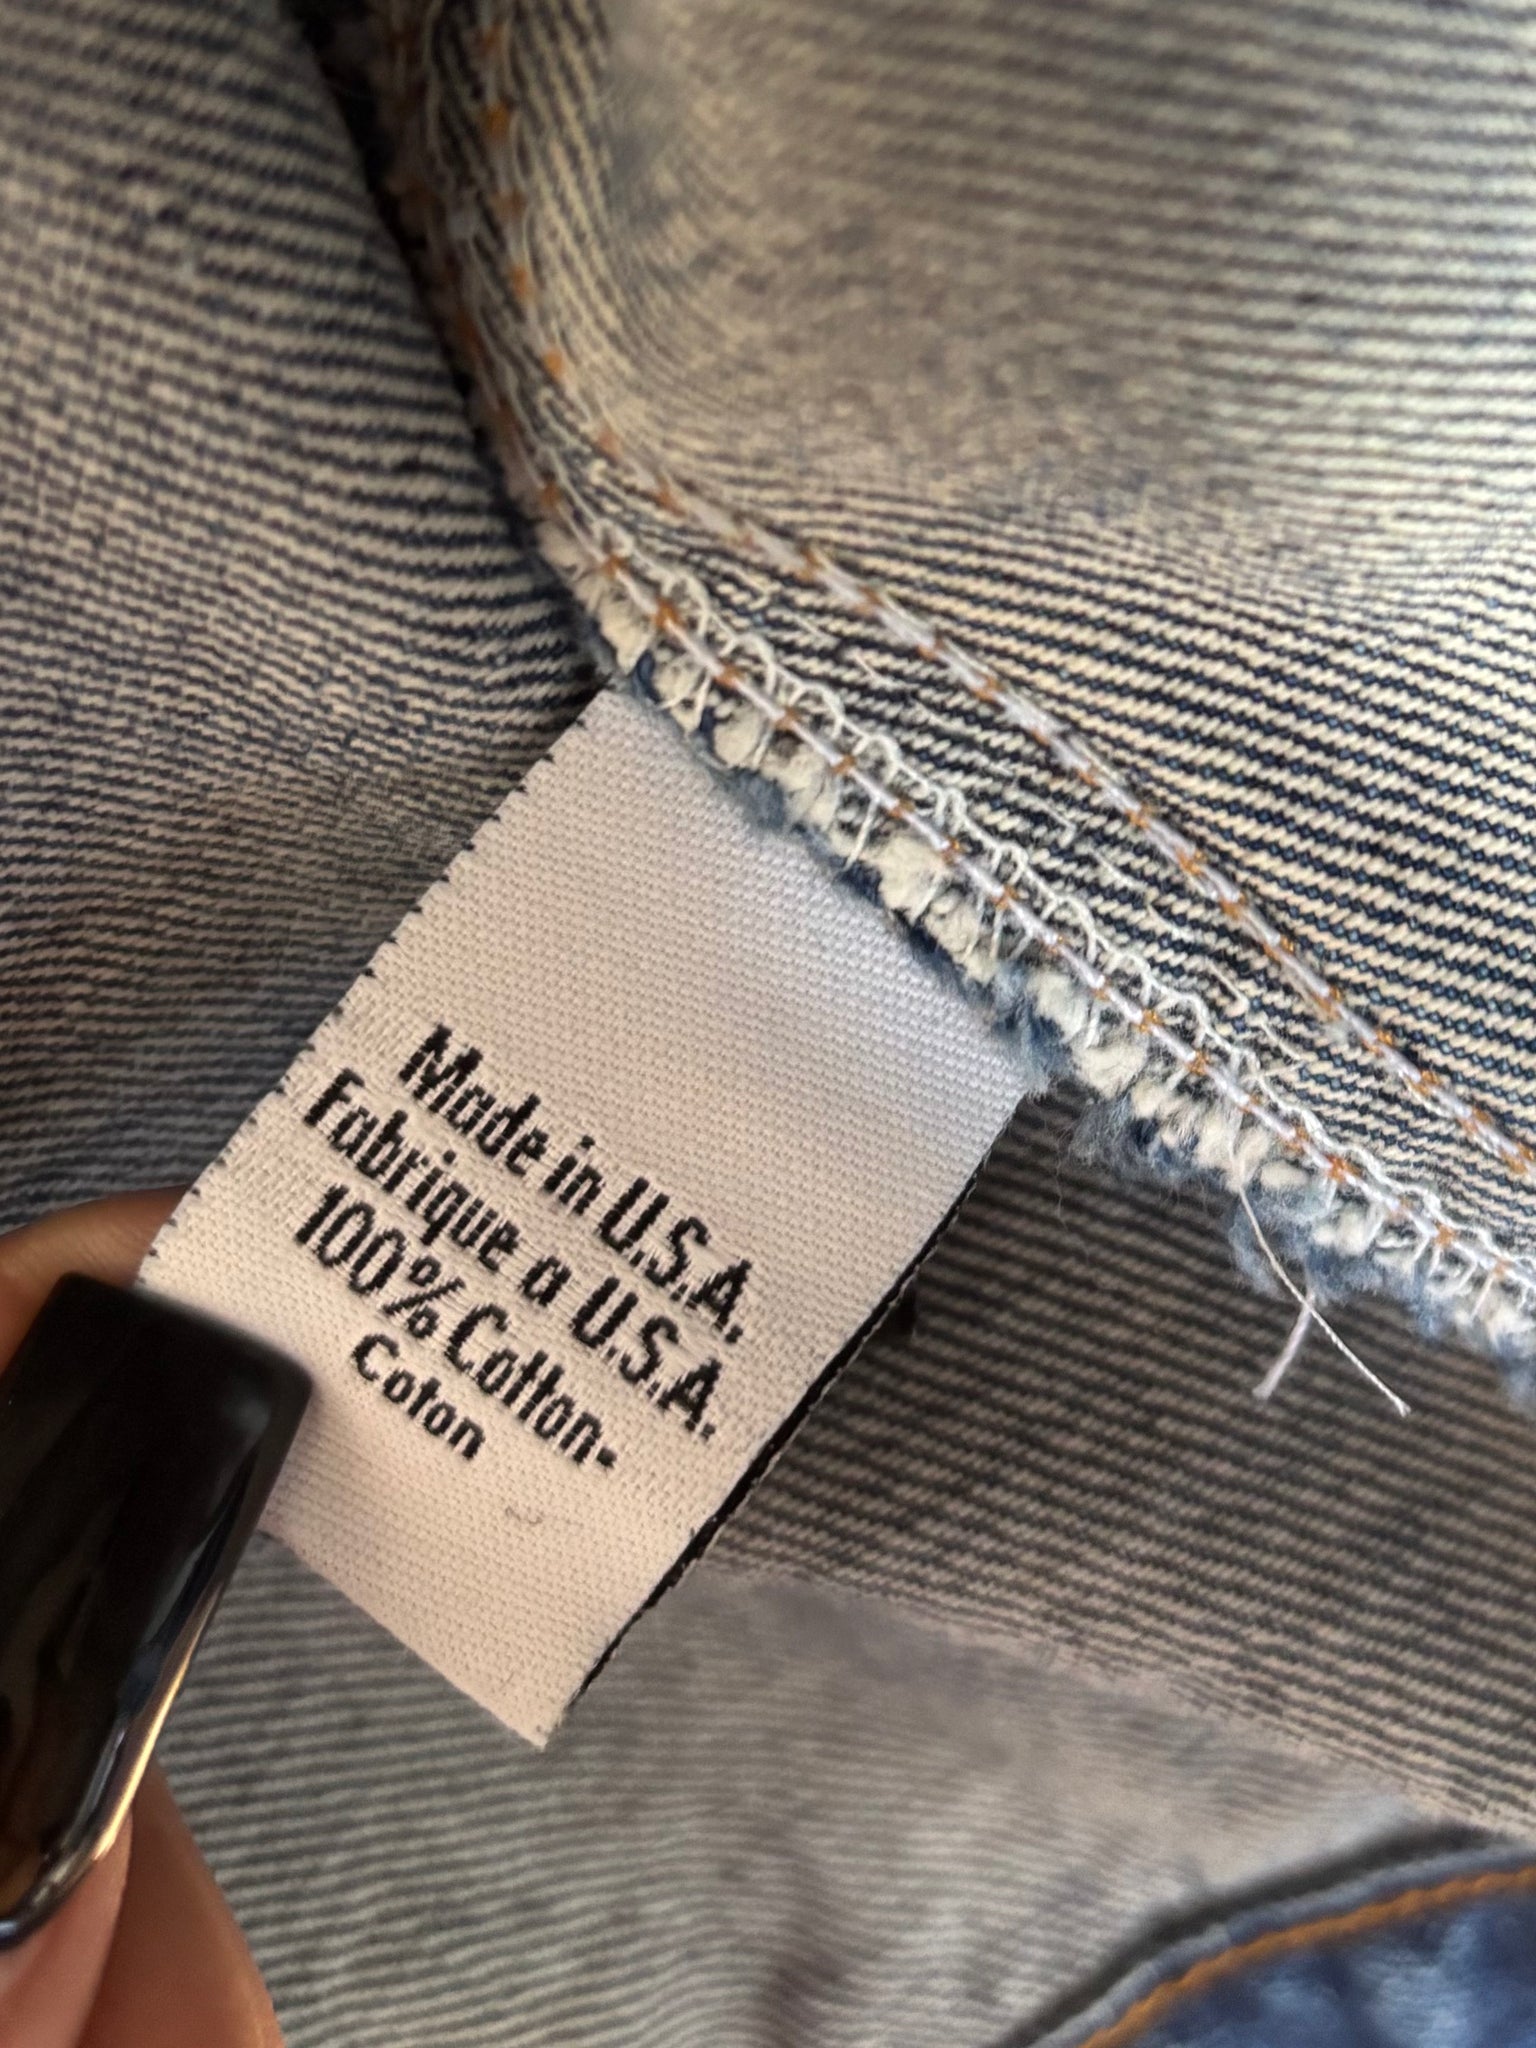 Made in U.S.A.
Fabrique a U.S.A.
100% Cotton-
Coton